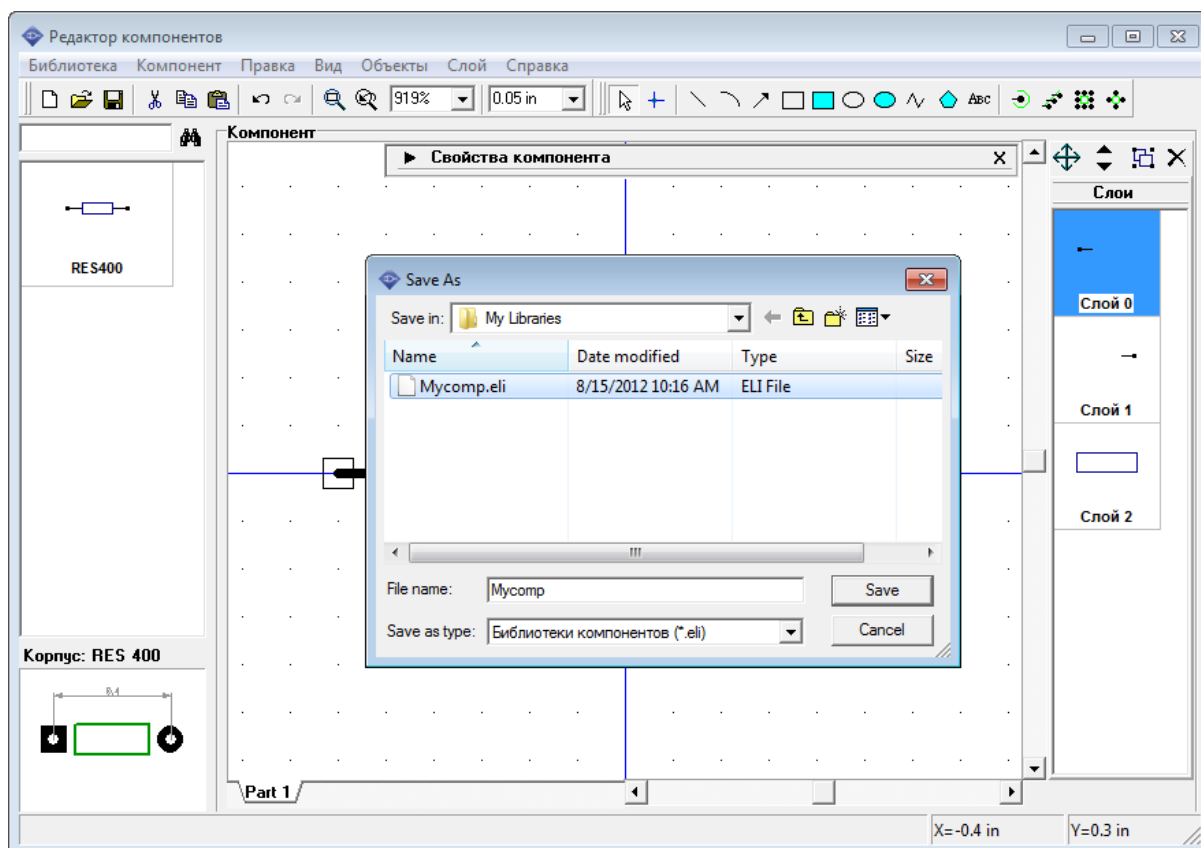 Редактор компонентов
Библиотека Компонент Правка Вид Объекты Слой Справка
919% 0.05 in ABC
Компонент
Свойства компонента X
Слои
RES400
Слой 0
Слой 1
Слой 2
Save As
Save in: My Libraries
Name Date modified Type Size
Mycomp.eli 8/15/2012 10:16 AM ELI File
File name: Mycomp Save
Save as type: Библиотеки компонентов (*.eli) Cancel
Корпус: RES 400
0.4
Part 1
X=-0.4 in Y=0.3 in